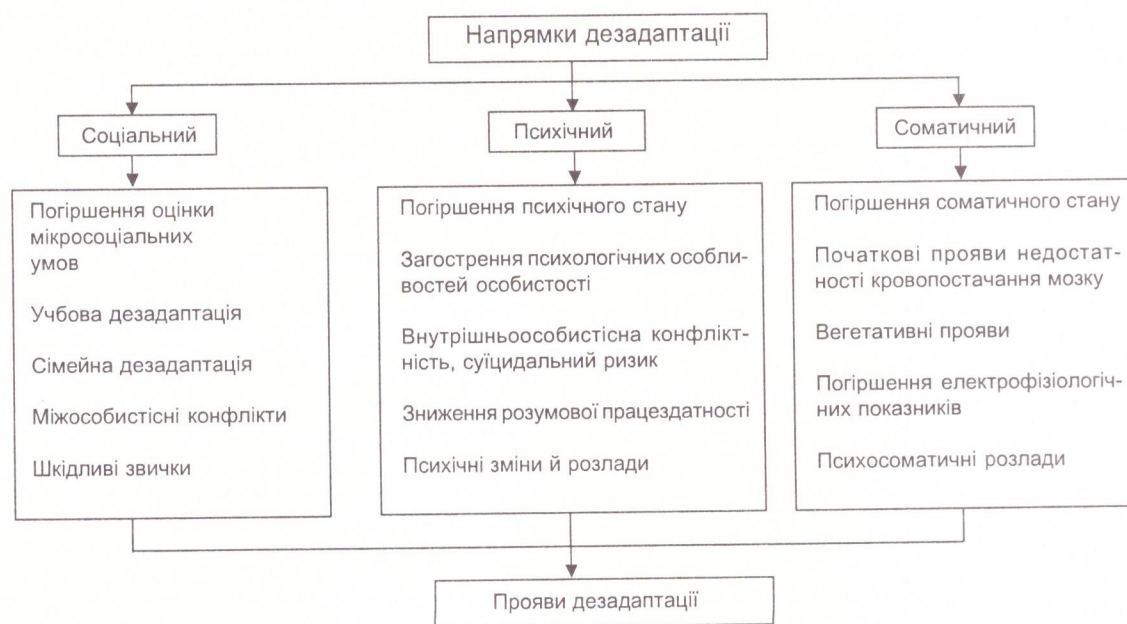 Напрямки дезадаптації
Соціальний
Психічний
Соматичний
Погіршення оцінки
мікросоціальних
умов
Учбова дезадаптація
Сімейна дезадаптація
Міжособистісні конфлікти
Шкідливі звички
Погіршення психічного стану
Загострення психологічних особли-
востей особистості
Внутрішньоособистісна конфлікт-
ність, суїцидальний ризик
Зниження розумової працездатності
Психічні зміни й розлади
Погіршення соматичного стану
Початкові прояви недостат-
ності кровопостачання мозку
Вегетативні прояви
Погіршення електрофізіологіч-
них показників
Психосоматичні розлади
Прояви дезадаптації